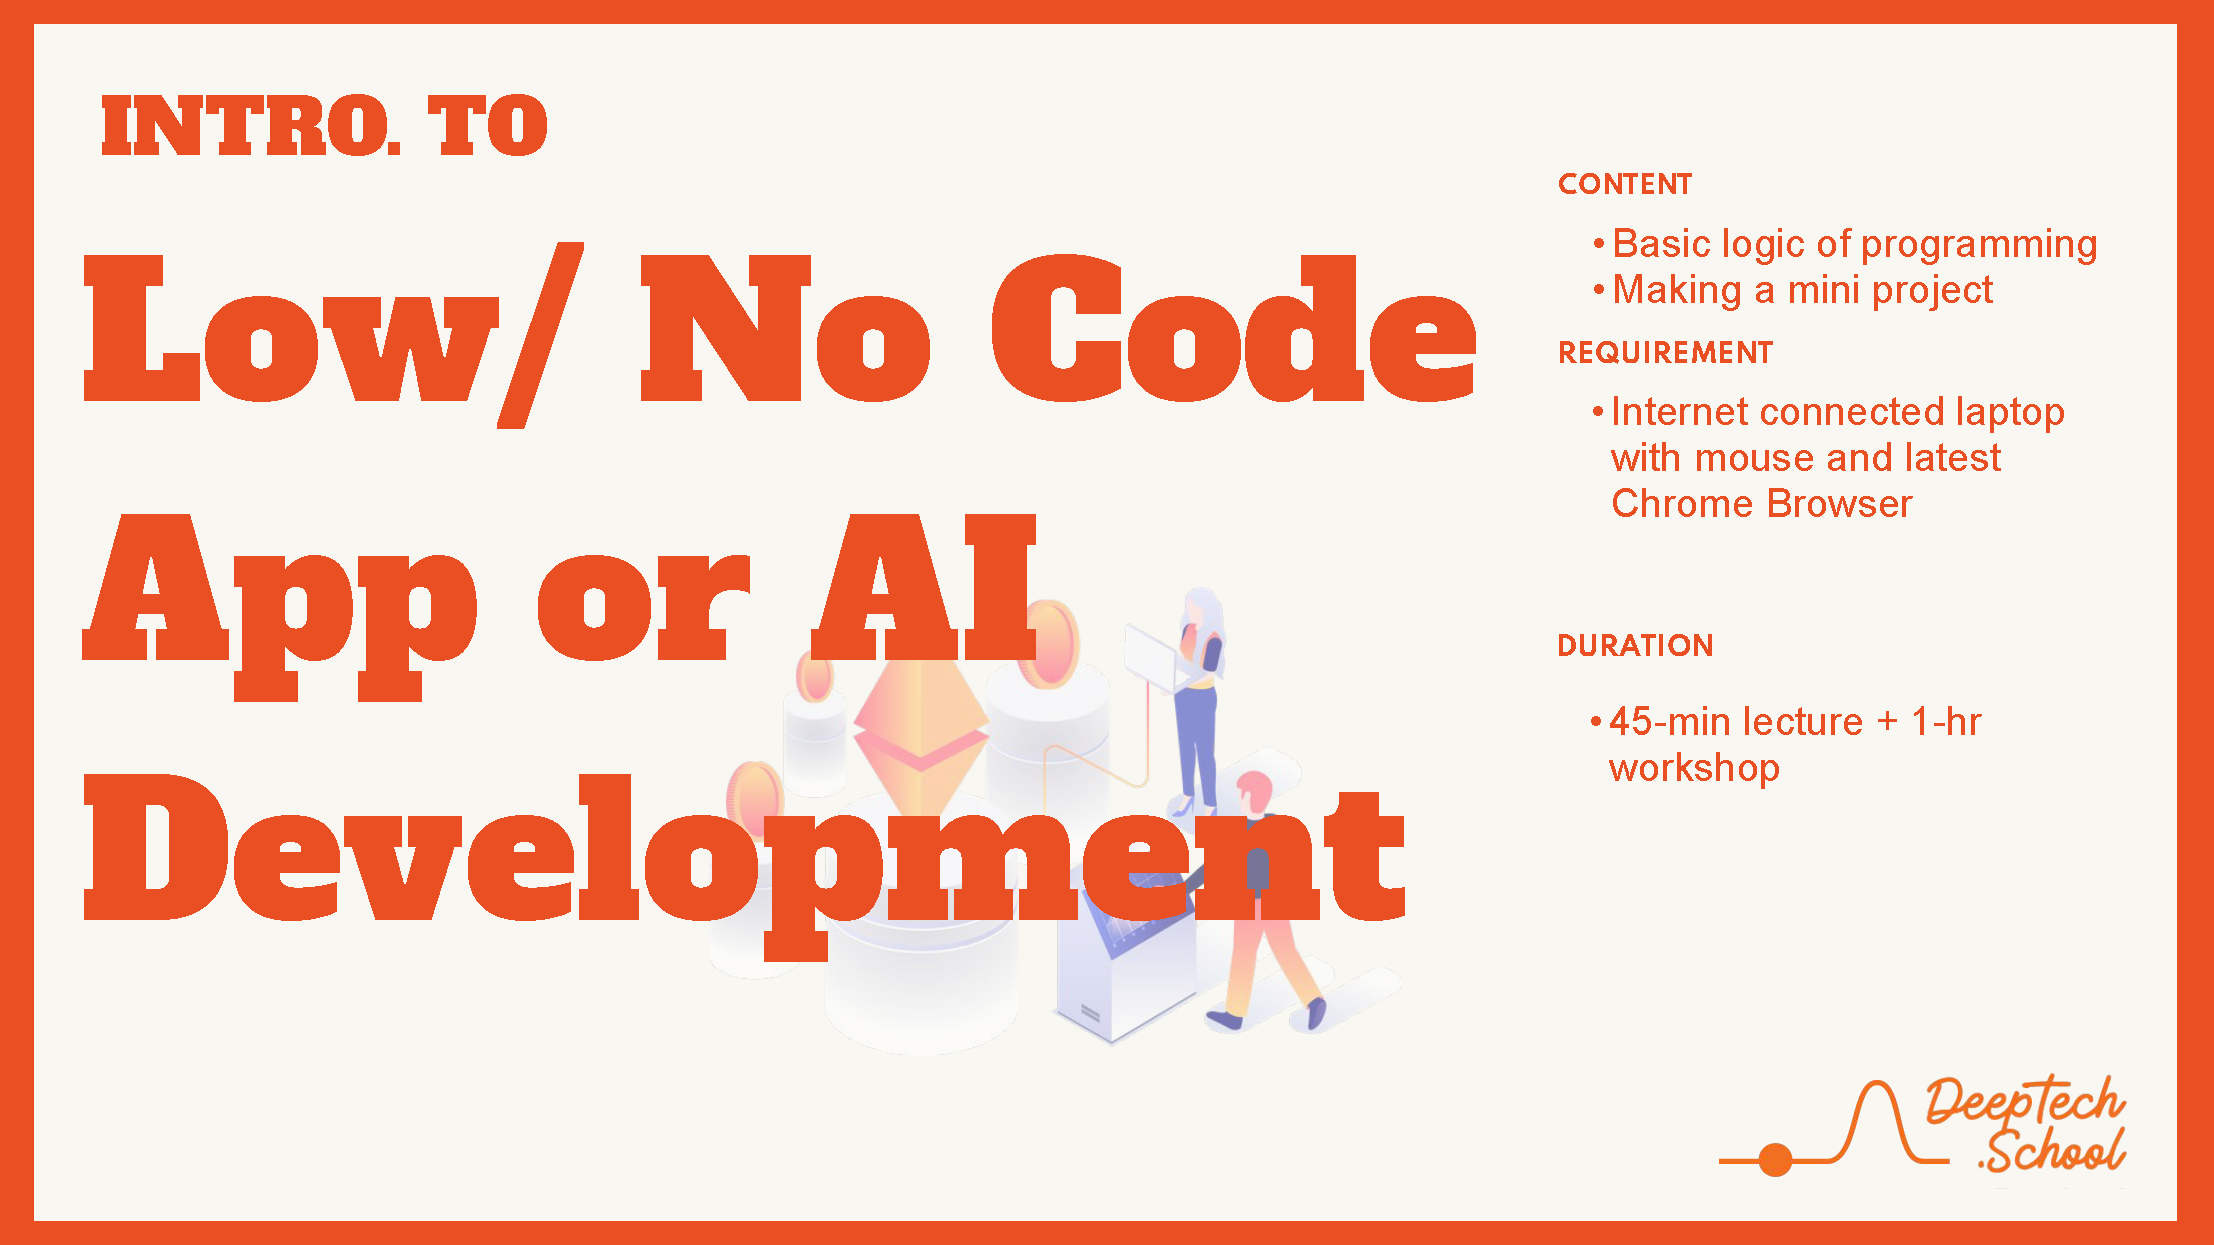 INTRO. TO
Low/ No Code
App or AI
Development
CONTENT
• Basic logic of programming
• Making a mini project
REQUIREMENT
• Internet connected laptop
with mouse and latest
Chrome Browser
DURATION
• 45-min lecture + 1-hr
workshop
DeepTech
.School